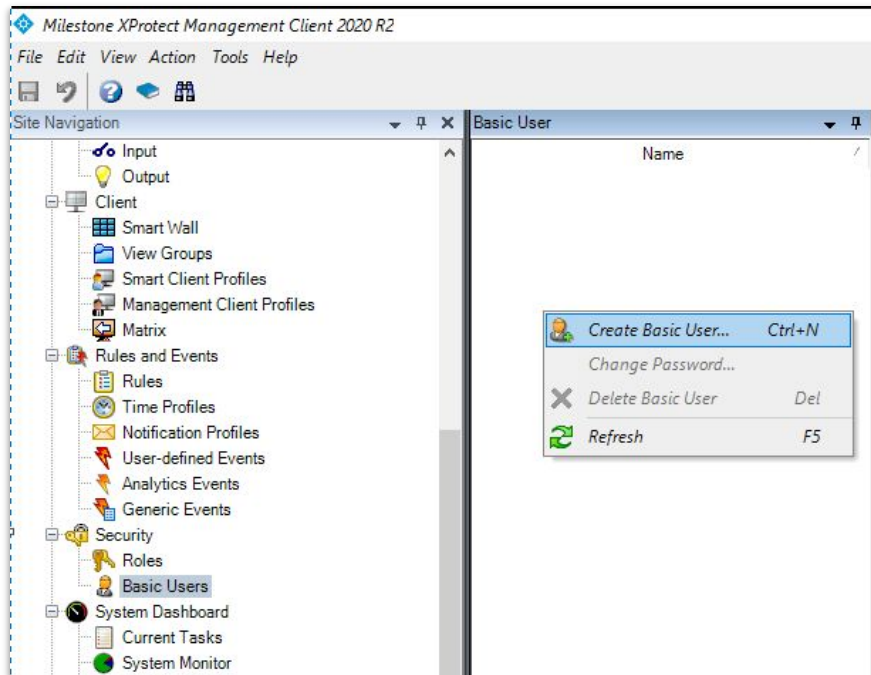 Milestone XProtect Management Client 2020 R2
File Edit View Action Tools Help
Site Navigation
Input
Output
Client
Smart Wall
View Groups
Smart Client Profiles
Management Client Profiles
Matrix
Rules and Events
Rules
Time Profiles
Notification Profiles
User-defined Events
Analytics Events
Generic Events
Security
Roles
Basic Users
System Dashboard
Current Tasks
System Monitor
Basic User
Name
Create Basic User... Ctrl+N
Change Password...
Delete Basic User Del
Refresh F5